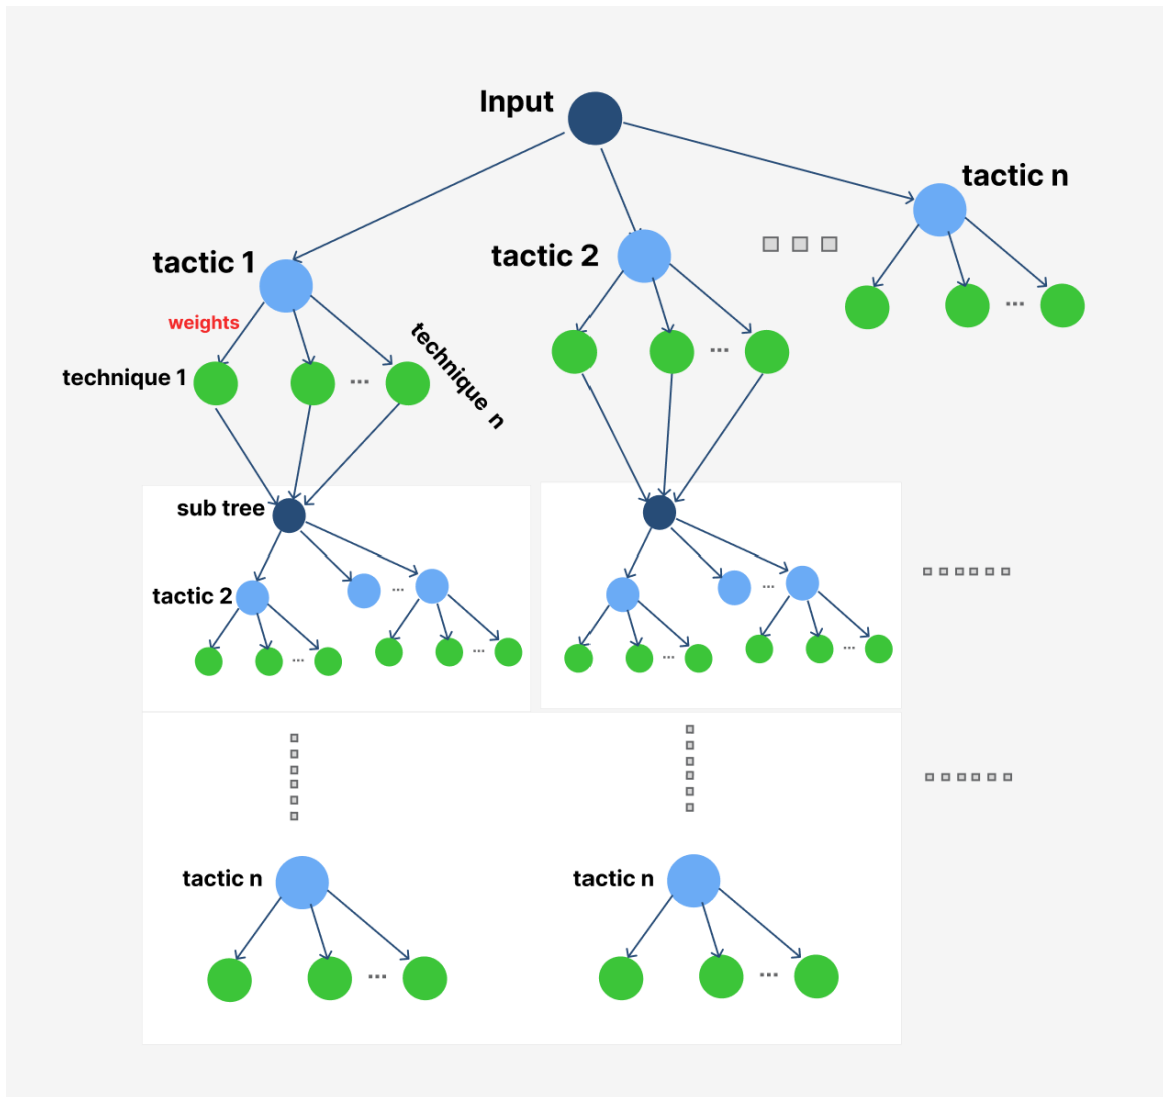 Input
tactic n
tactic 1
tactic 2
weights
technique 1
technique n
sub tree
tactic 2
tactic n
tactic n